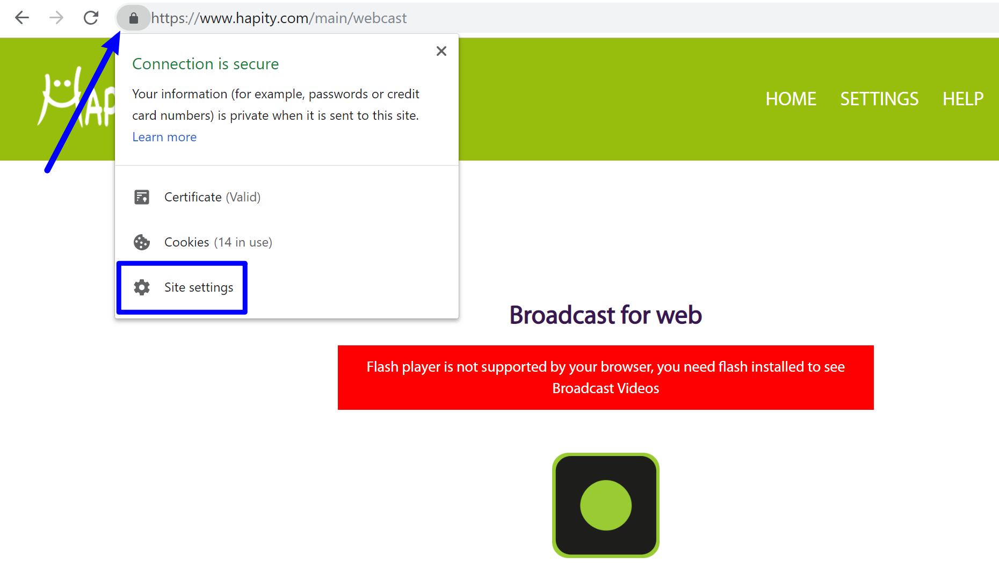 https://www.hapity.com/main/webcast
Connection is secure
Your information (for example, passwords or credit
card numbers) is private when it is sent to this site.
Learn more
HAP
HOME SETTINGS HELP
Certificate (Valid)
Cookies (14 in use)
Site settings
Broadcast for web
Flash player is not supported by your browser, you need flash installed to see
Broadcast Videos